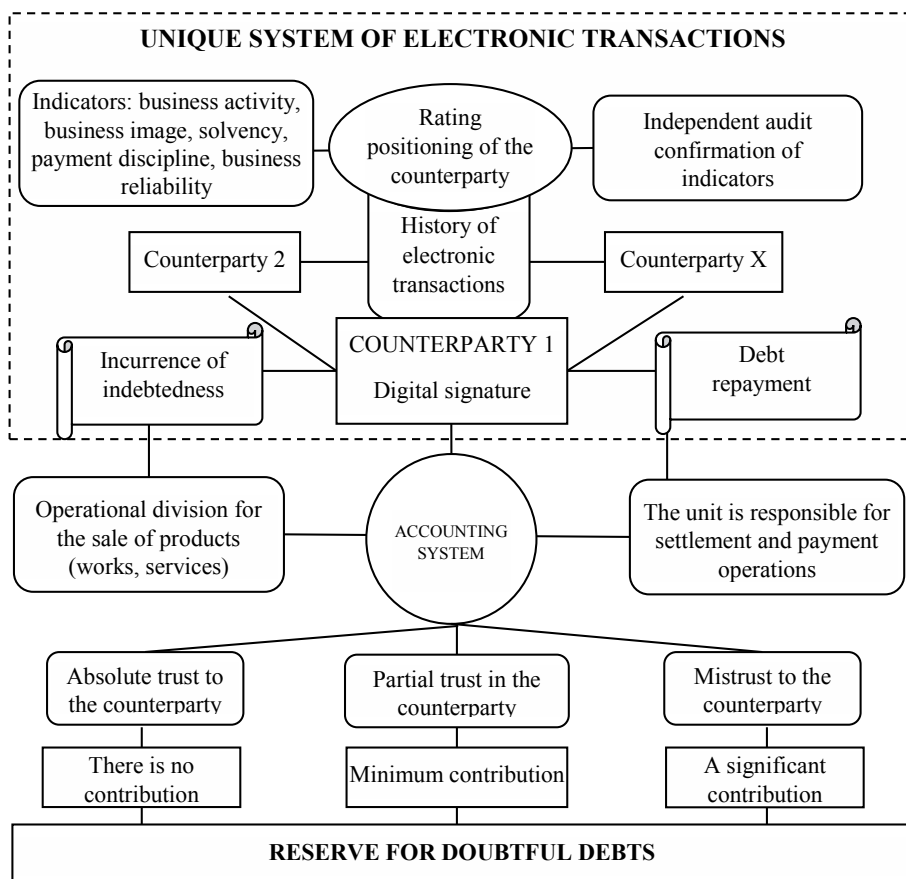 UNIQUE SYSTEM OF ELECTRONIC TRANSACTIONS
Indicators: business activity,
business image, solvency,
payment discipline, business
reliability
Rating
positioning of the
counterparty
Independent audit
confirmation of
indicators
History of
electronic
transactions
Counterparty 2
Counterparty X
Incurrence of
indebtedness
COUNTERPARTY 1
Digital signature
Debt
repayment
Operational division for
the sale of products
(works, services)
ACCOUNTING
SYSTEM
The unit is responsible for
settlement and payment
operations
Absolute trust to
the counterparty
Partial trust in the
counterparty
Mistrust to the
counterparty
There is no
contribution
Minimum contribution
A significant
contribution
RESERVE FOR DOUBTFUL DEBTS